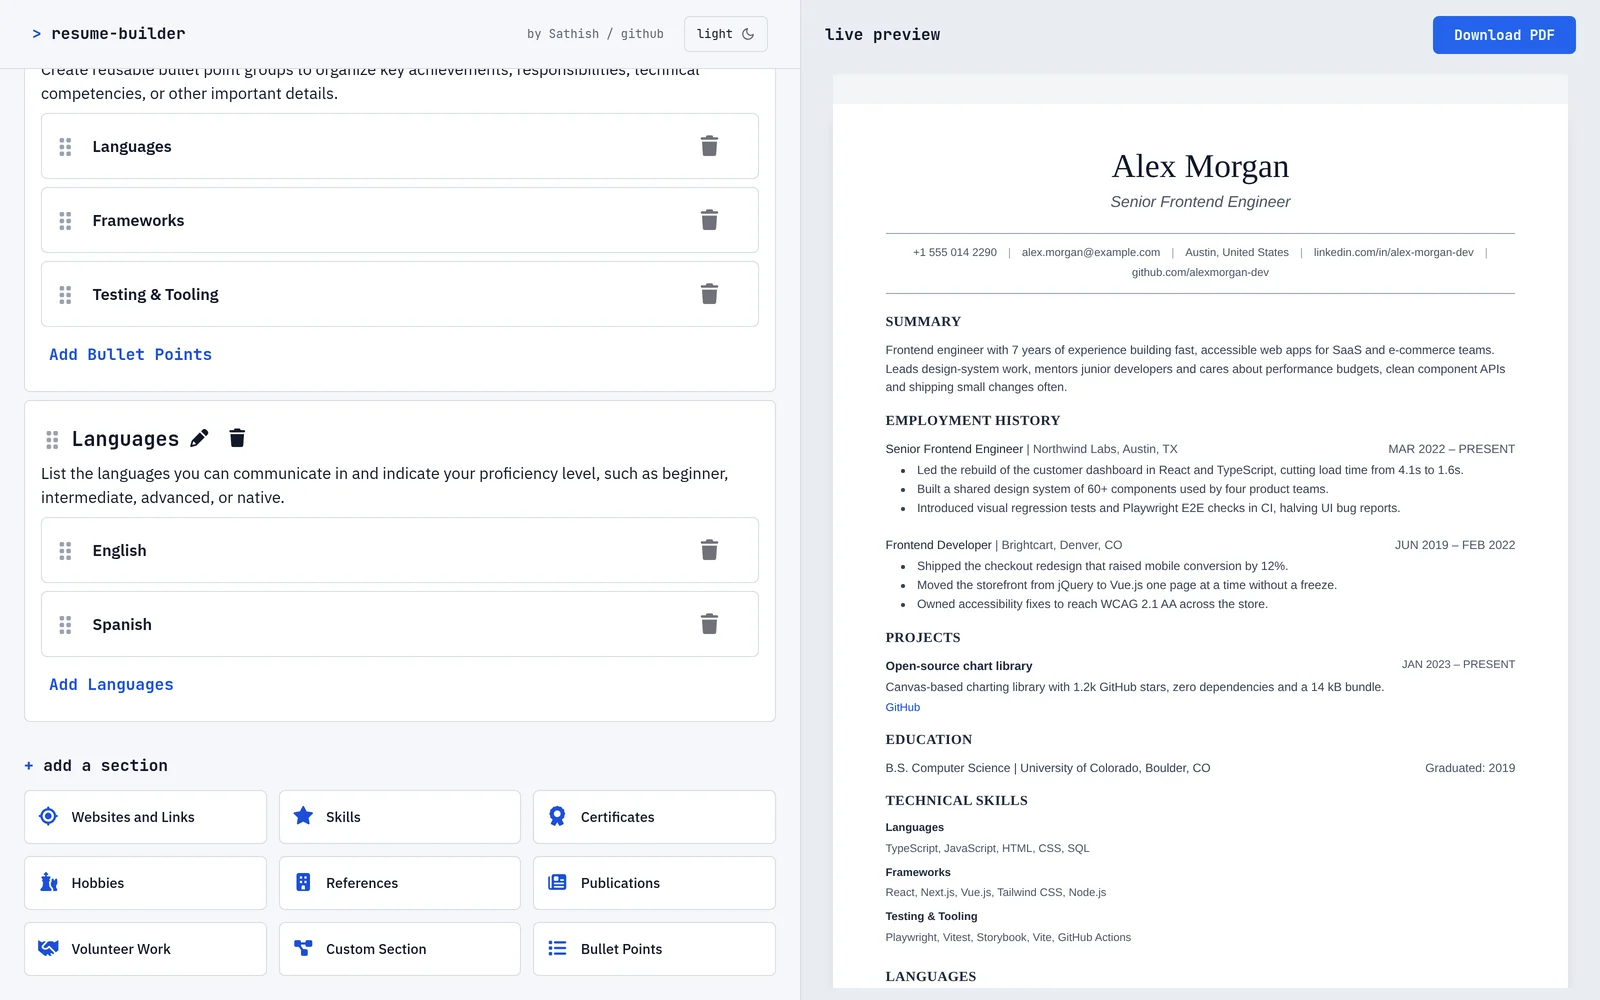 > resume-builder
by Sathish / github
light
Create reusable bullet point groups to organize key achievements, responsibilities, technical
competencies, or other important details.
Languages
Frameworks
Testing & Tooling
Add Bullet Points
Languages
List the languages you can communicate in and indicate your proficiency level, such as beginner,
intermediate, advanced, or native.
English
Spanish
Add Languages
+ add a section
Websites and Links
Skills
Certificates
Hobbies
References
Publications
Volunteer Work
Custom Section
Bullet Points
live preview
Download PDF
Alex Morgan
Senior Frontend Engineer
+1 555 014 2290 | alex.morgan@example.com | Austin, United States | linkedin.com/in/alex-morgan-dev |
github.com/alexmorgan-dev
SUMMARY
Frontend engineer with 7 years of experience building fast, accessible web apps for SaaS and e-commerce teams.
Leads design-system work, mentors junior developers and cares about performance budgets, clean component APIs
and shipping small changes often.
EMPLOYMENT HISTORY
Senior Frontend Engineer | Northwind Labs, Austin, TX MAR 2022 – PRESENT
• Led the rebuild of the customer dashboard in React and TypeScript, cutting load time from 4.1s to 1.6s.
• Built a shared design system of 60+ components used by four product teams.
• Introduced visual regression tests and Playwright E2E checks in CI, halving UI bug reports.
Frontend Developer | Brightcart, Denver, CO JUN 2019 – FEB 2022
• Shipped the checkout redesign that raised mobile conversion by 12%.
• Moved the storefront from jQuery to Vue.js one page at a time without a freeze.
• Owned accessibility fixes to reach WCAG 2.1 AA across the store.
PROJECTS
Open-source chart library JAN 2023 – PRESENT
Canvas-based charting library with 1.2k GitHub stars, zero dependencies and a 14 kB bundle.
GitHub
EDUCATION
B.S. Computer Science | University of Colorado, Boulder, CO Graduated: 2019
TECHNICAL SKILLS
Languages
TypeScript, JavaScript, HTML, CSS, SQL
Frameworks
React, Next.js, Vue.js, Tailwind CSS, Node.js
Testing & Tooling
Playwright, Vitest, Storybook, Vite, GitHub Actions
LANGUAGES